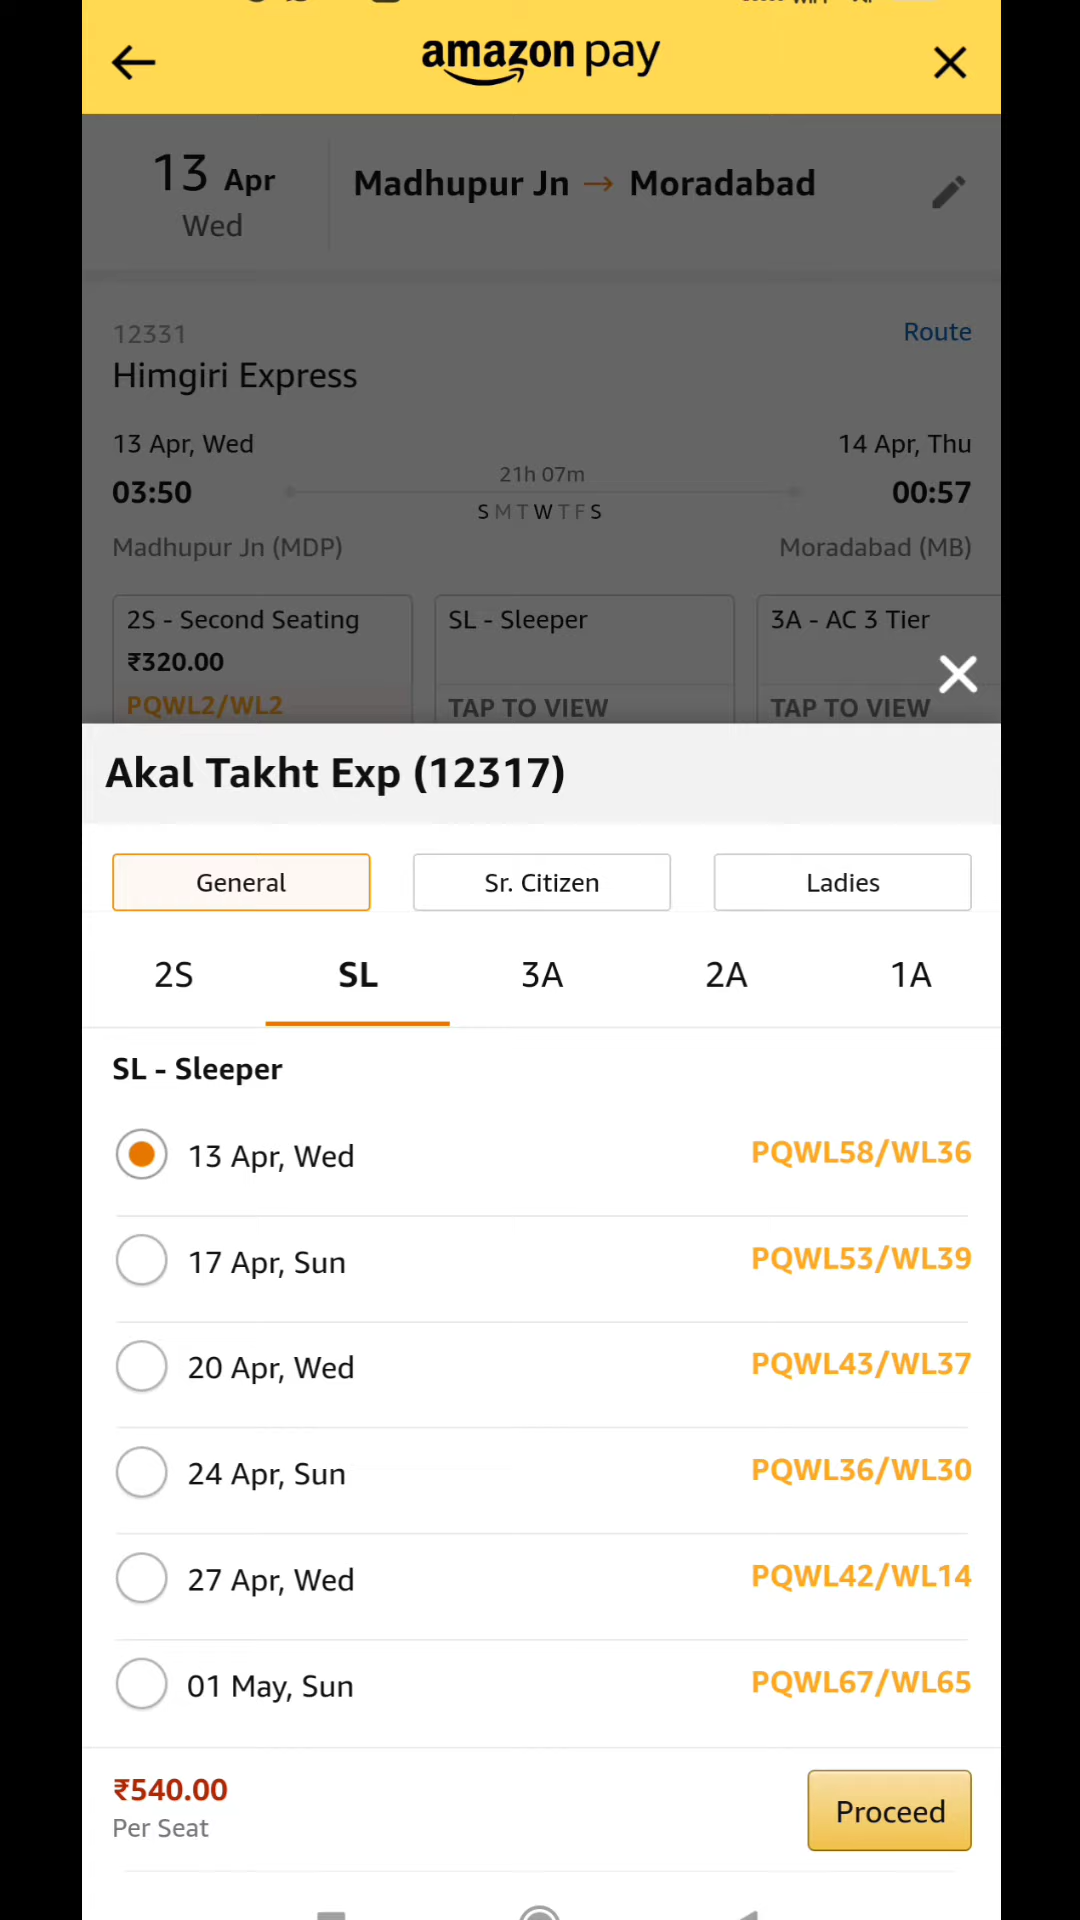 amazon pay
13 Apr
Wed
Madhupur Jn → Moradabad
12331
Route
Himgiri Express
13 Apr, Wed
14 Apr, Thu
21h 07m
03:50
00:57
S M T W T F S
Madhupur Jn (MDP)
Moradabad (MB)
2S - Second Seating
₹320.00
PQWL2/WL2
SL - Sleeper
TAP TO VIEW
3A - AC 3 Tier
TAP TO VIEW
Akal Takht Exp (12317)
General
Sr. Citizen
Ladies
2S
SL
3A
2A
1A
SL - Sleeper
13 Apr, Wed PQWL58/WL36
17 Apr, Sun PQWL53/WL39
20 Apr, Wed PQWL43/WL37
24 Apr, Sun PQWL36/WL30
27 Apr, Wed PQWL42/WL14
01 May, Sun PQWL67/WL65
₹540.00
Per Seat
Proceed